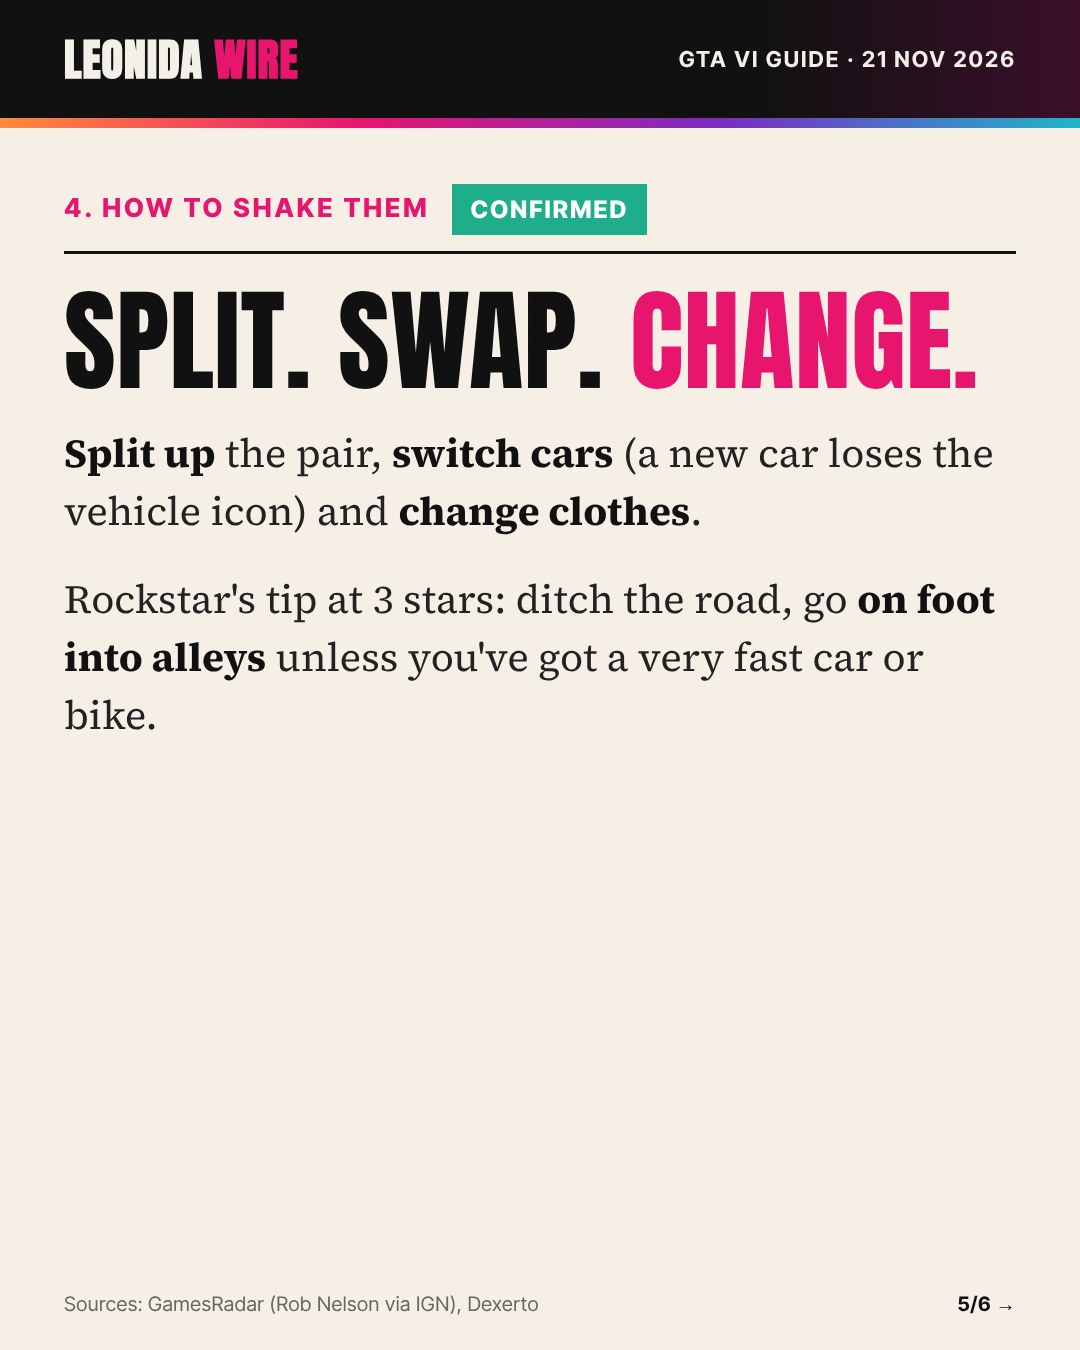 LEONIDA WIRE
GTA VI GUIDE · 21 NOV 2026
4. HOW TO SHAKE THEM
CONFIRMED
SPLIT. SWAP. CHANGE.
Split up the pair, switch cars (a new car loses the
vehicle icon) and change clothes.
Rockstar's tip at 3 stars: ditch the road, go on foot
into alleys unless you've got a very fast car or
bike.
Sources: GamesRadar (Rob Nelson via IGN), Dexerto
5/6 →